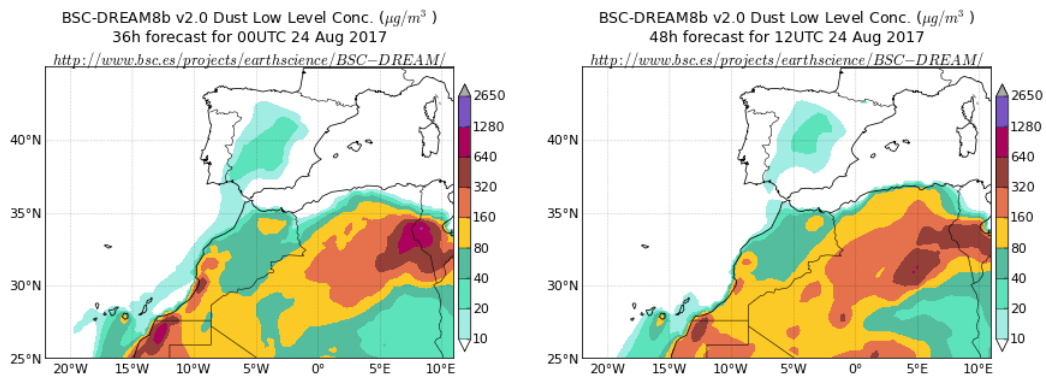 BSC-DREAM8b v2.0 Dust Low Level Conc. (μg/m³ )
36h forecast for 00UTC 24 Aug 2017
http://www.bsc.es/projects/earthscience/BSC−DREAM/
2650
1280
640
320
160
80
40
20
10
40°N
35°N
30°N
25°N
20°W
15°W
10°W
5°W
0°
5°E
10°E
BSC-DREAM8b v2.0 Dust Low Level Conc. (μg/m³ )
48h forecast for 12UTC 24 Aug 2017
http://www.bsc.es/projects/earthscience/BSC−DREAM/
2650
1280
640
320
160
80
40
20
10
40°N
35°N
30°N
25°N
20°W
15°W
10°W
5°W
0°
5°E
10°E